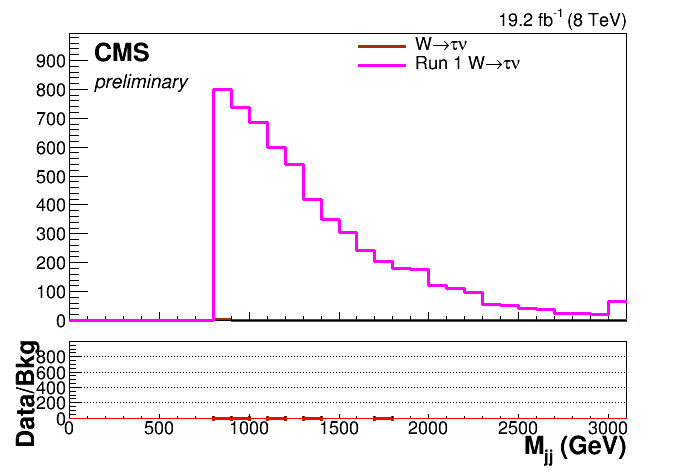 19.2 fb⁻¹ (8 TeV)
CMS
preliminary
W→τν
Run 1 W→τν
900
800
700
600
500
400
300
200
100
0
Data/Bkg
800
600
400
200
0
0 500 1000 1500 2000 2500 3000
Mjj (GeV)